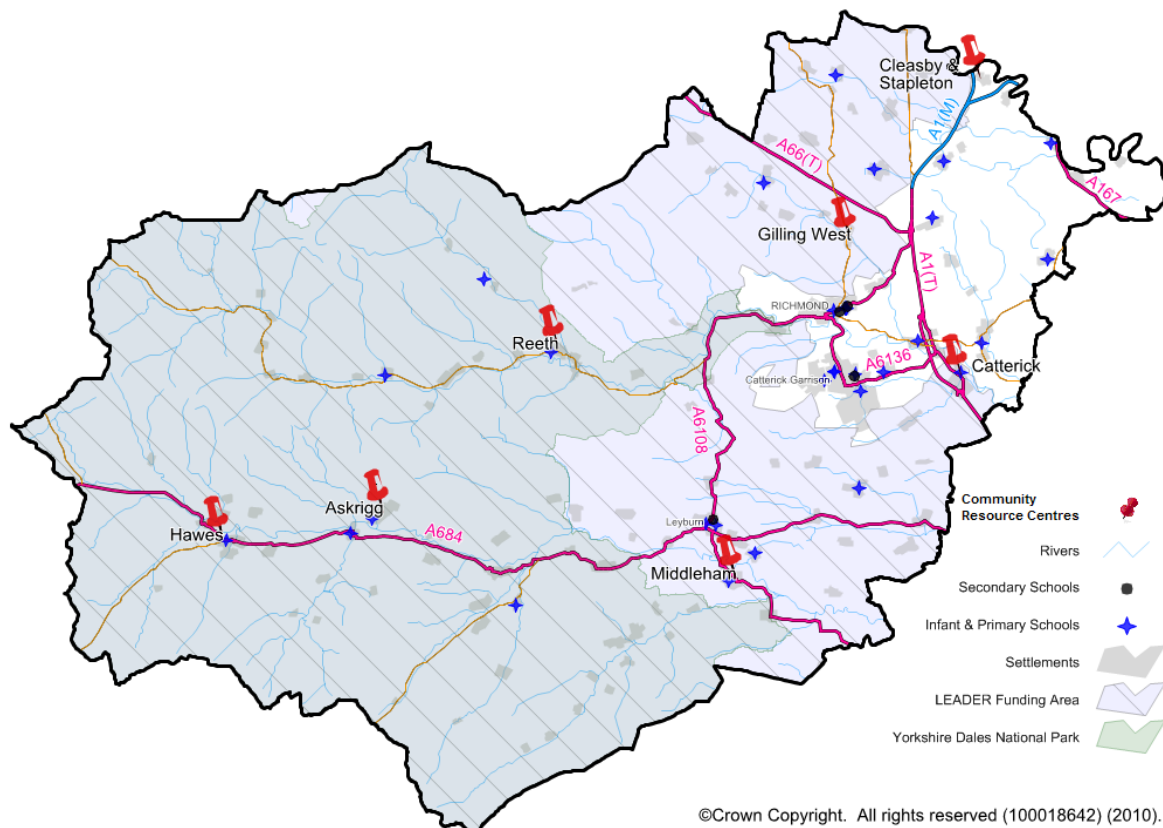 Cleasby &
Stapleton
A1(M)
A66(T)
A167
Gilling West
A1(T)
RICHMOND
Reeth
Catterick
A6136
Catterick Garrison
A6108
Askrigg
Hawes
A684
Leyburn
Middleham
Community
Resource Centres
Rivers
Secondary Schools
Infant & Primary Schools
Settlements
LEADER Funding Area
Yorkshire Dales National Park
©Crown Copyright. All rights reserved (100018642) (2010).